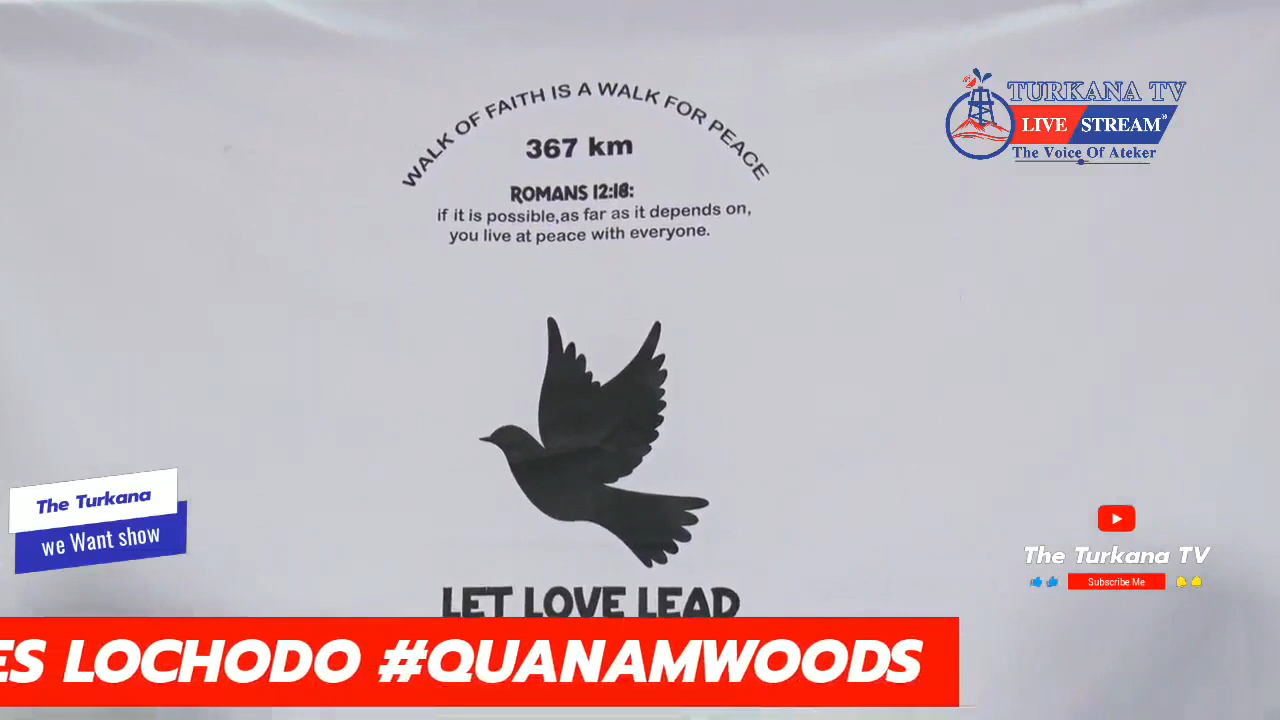 WALK OF FAITH IS A WALK FOR PEACE
367 km
ROMANS 12:18:
if it is possible,as far as it depends on,
you live at peace with everyone.
LET LOVE LEAD
TURKANA TV
LIVE STREAM®
The Voice Of Ateker
The Turkana
we Want show
The Turkana TV
Subscribe Me
ES LOCHODO #QUANAMWOODS